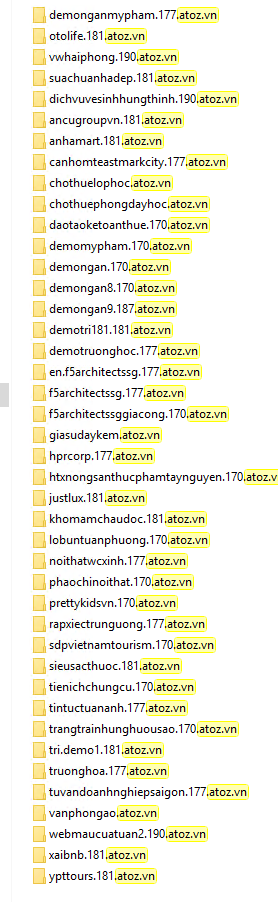 demonganmypham.177.atoz.vn
otolife.181.atoz.vn
vwhaiphong.190.atoz.vn
suachuanhadep.181.atoz.vn
dichvuvesinhhungthinh.190.atoz.vn
ancugroupvn.181.atoz.vn
anhamart.181.atoz.vn
canhomteastmarkcity.177.atoz.vn
chothuelophoc.atoz.vn
chothuephongdayhoc.atoz.vn
daotaoketoanthue.170.atoz.vn
demomypham.170.atoz.vn
demongan.170.atoz.vn
demongan8.170.atoz.vn
demongan9.187.atoz.vn
demotri181.181.atoz.vn
demotruonghoc.177.atoz.vn
en.f5architectssg.177.atoz.vn
f5architectssg.177.atoz.vn
f5architectssggiacong.170.atoz.vn
giasudaykem.atoz.vn
hprcorp.177.atoz.vn
htxnongsanthucphamtaynguyen.170.atoz.v
justlux.181.atoz.vn
khomamchaudoc.181.atoz.vn
lobuntuanphuong.170.atoz.vn
noithatwcxinh.177.atoz.vn
phaochinoithat.170.atoz.vn
prettykidsvn.170.atoz.vn
rapxiectrunguong.177.atoz.vn
sdpvietnamtourism.170.atoz.vn
sieusacthuoc.181.atoz.vn
tienichchungcu.170.atoz.vn
tintuctuananh.177.atoz.vn
trangtrainhunghuousao.170.atoz.vn
tri.demo1.181.atoz.vn
truonghoa.177.atoz.vn
tuvandoanhnghiepsaigon.177.atoz.vn
vanphongao.atoz.vn
webmaucuatuan2.190.atoz.vn
xaibnb.181.atoz.vn
ypttours.181.atoz.vn